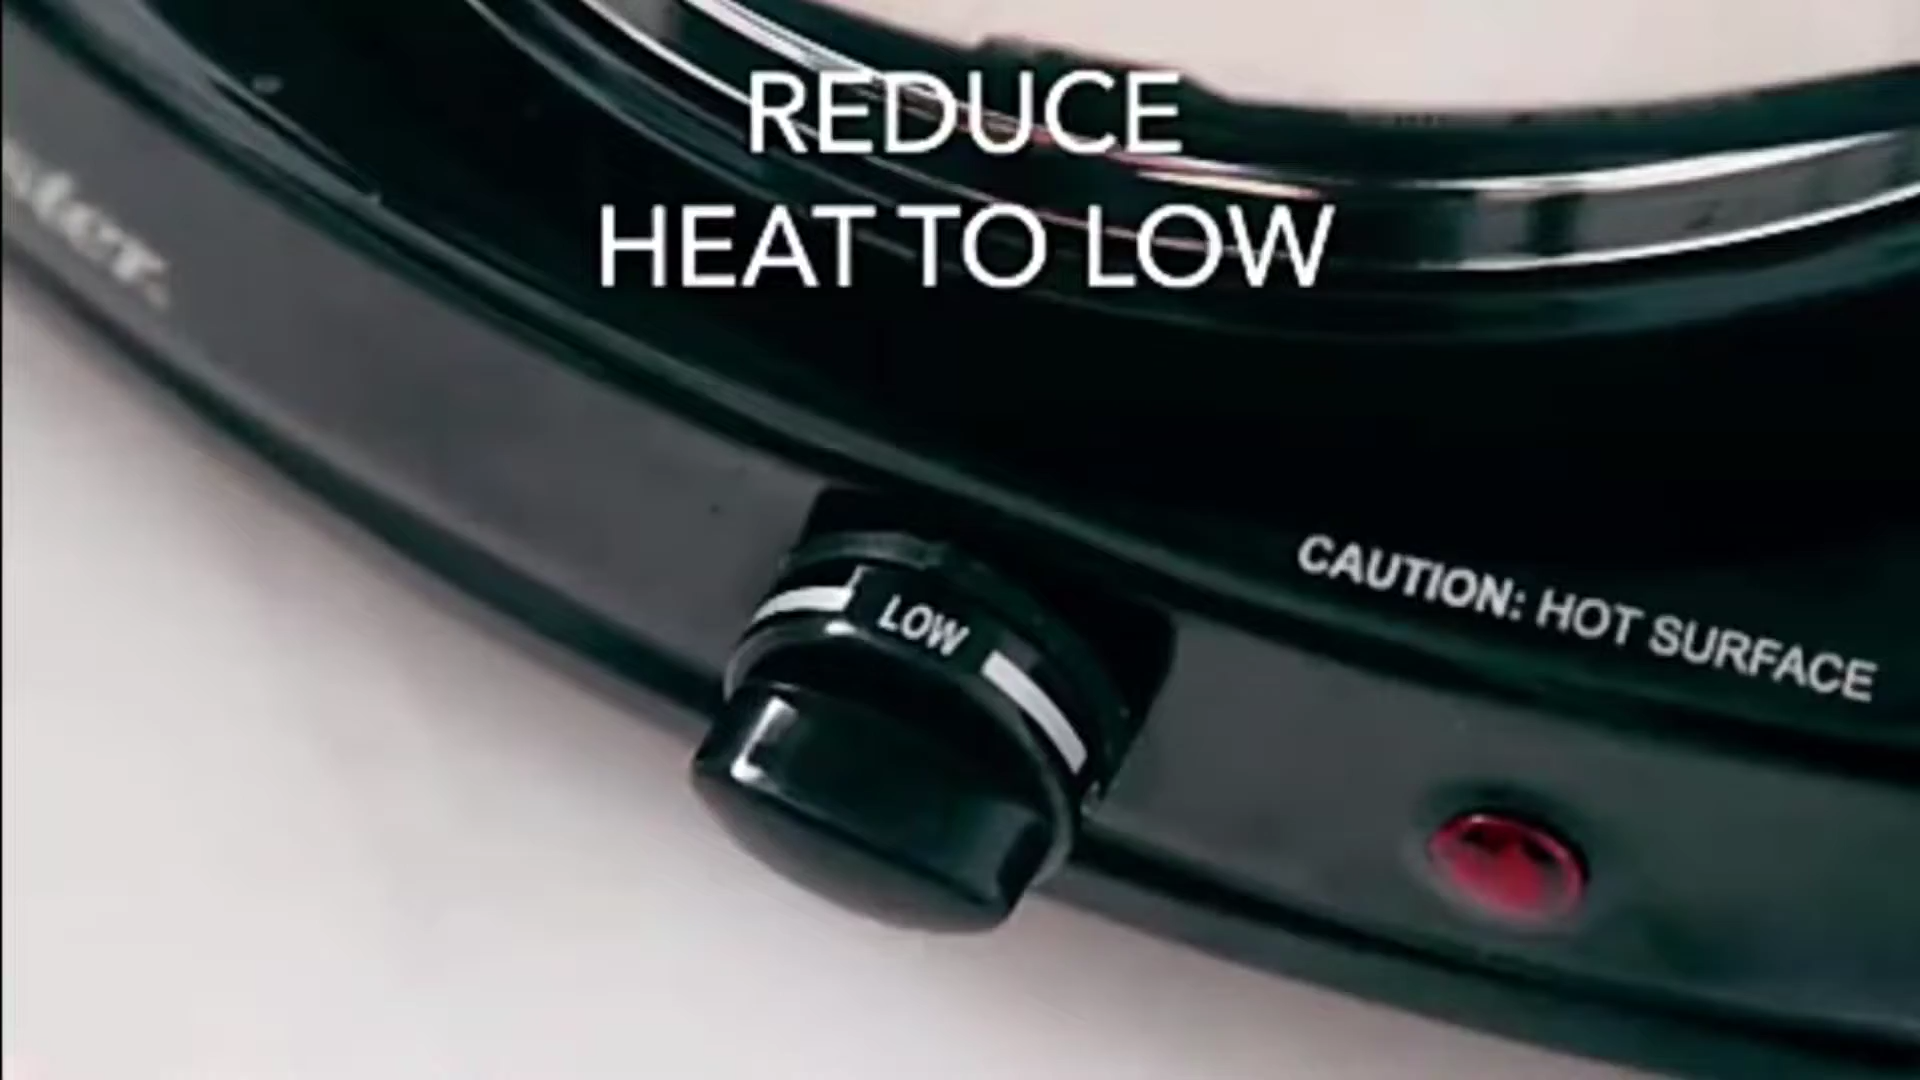 REDUCE
HEAT TO LOW
LOW
CAUTION: HOT SURFACE